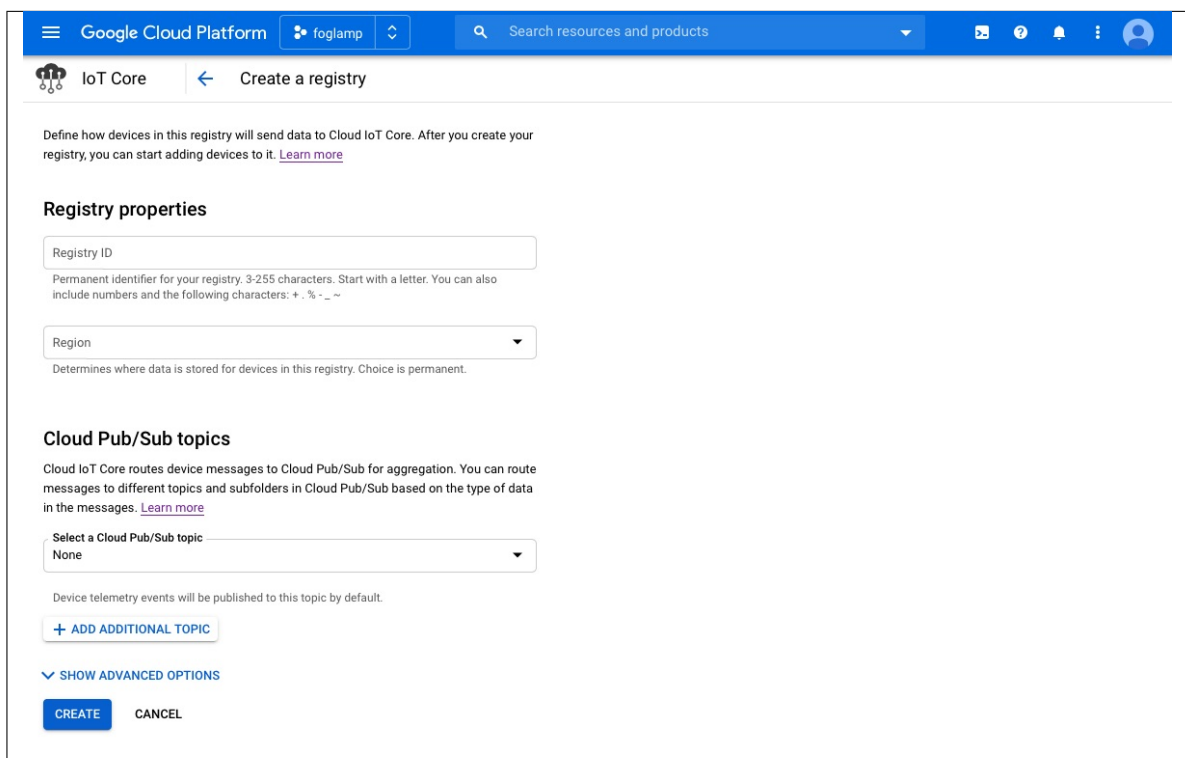 Google Cloud Platform foglamp Search resources and products
IoT Core Create a registry
Define how devices in this registry will send data to Cloud IoT Core. After you create your
registry, you can start adding devices to it. Learn more
Registry properties
Registry ID
Permanent identifier for your registry. 3-255 characters. Start with a letter. You can also
include numbers and the following characters: + . % - _ ~
Region
Determines where data is stored for devices in this registry. Choice is permanent.
Cloud Pub/Sub topics
Cloud IoT Core routes device messages to Cloud Pub/Sub for aggregation. You can route
messages to different topics and subfolders in Cloud Pub/Sub based on the type of data
in the messages. Learn more
Select a Cloud Pub/Sub topic
None
Device telemetry events will be published to this topic by default.
+ ADD ADDITIONAL TOPIC
SHOW ADVANCED OPTIONS
CREATE CANCEL